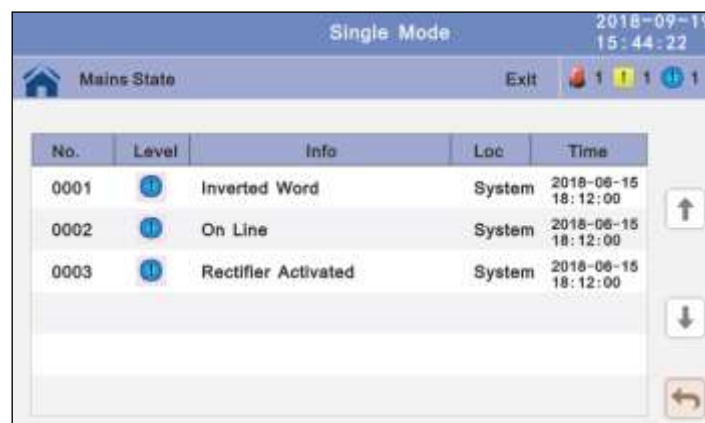 Single Mode
2018-09-19
15:44:22
Mains State Exit 1 ! 1 1
No. Level Info Loc Time
0001 Inverted Word System 2018-06-15
18:12:00
0002 On Line System 2018-06-15
18:12:00
0003 Rectifier Activated System 2018-06-15
18:12:00